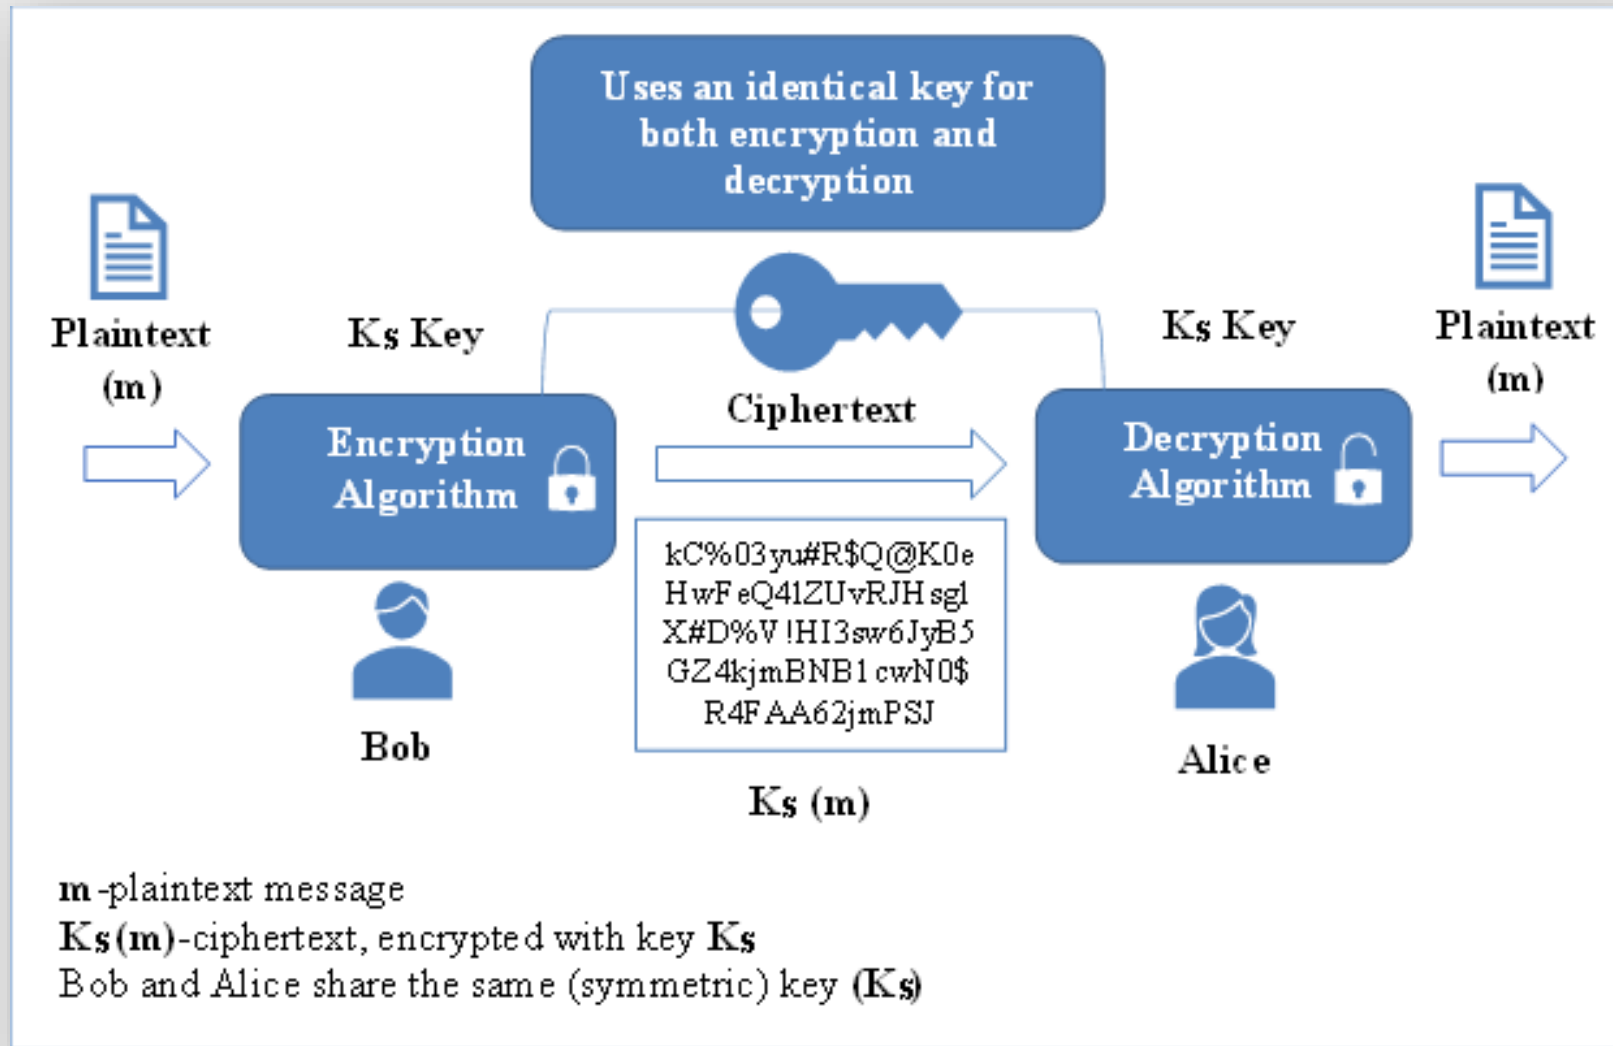 Uses an identical key for
both encryption and
decryption
Plaintext
(m)
Ks Key
Ks Key
Plaintext
(m)
Ciphertext
Encryption
Algorithm
Decryption
Algorithm
kC%03yu#R$Q@K0e
HwFeQ41ZUvRJHsgl
X#D%V!HI3sw6JyB5
GZ4kjmBNB1cwN0$
R4FAA62jmPSJ
Bob
Alice
Ks (m)
m-plaintext message
Ks(m)-ciphertext, encrypted with key Ks
Bob and Alice share the same (symmetric) key (Ks)